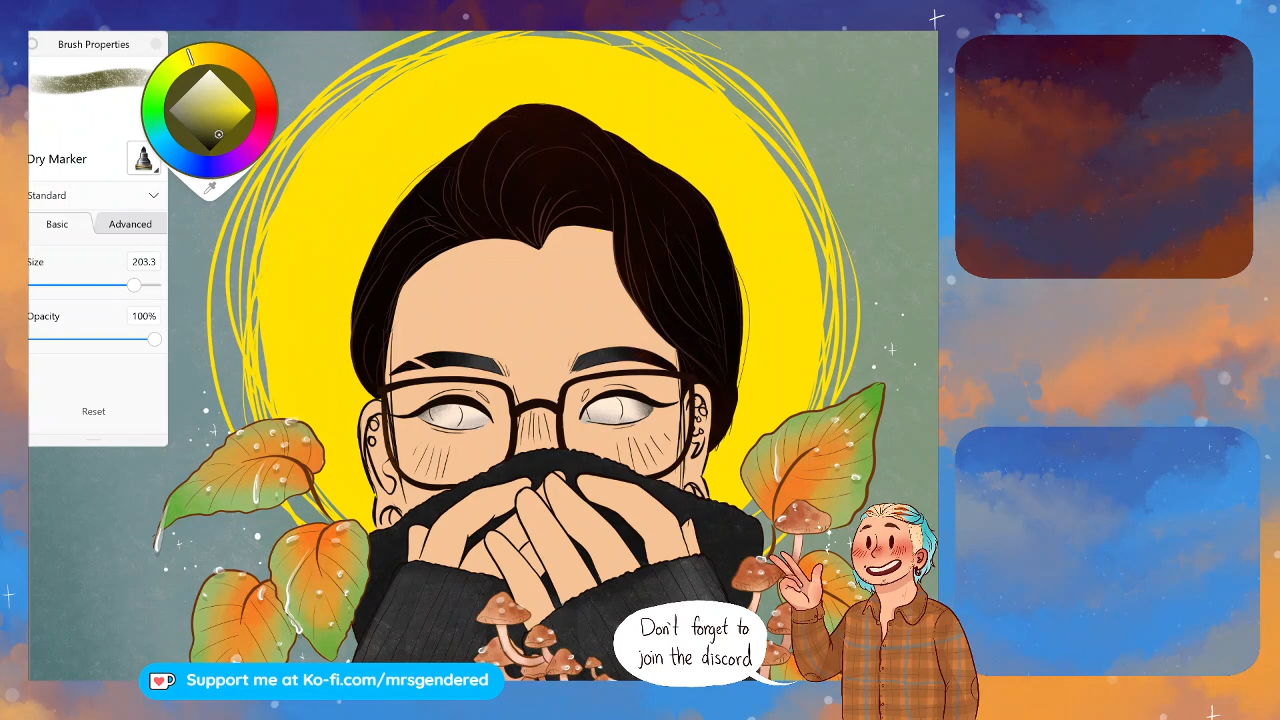 Brush Properties
Dry Marker
Standard
Basic
Advanced
Size
203.3
Opacity
100%
Reset
Don't forget to
join the discord
Support me at Ko-fi.com/mrsgendered